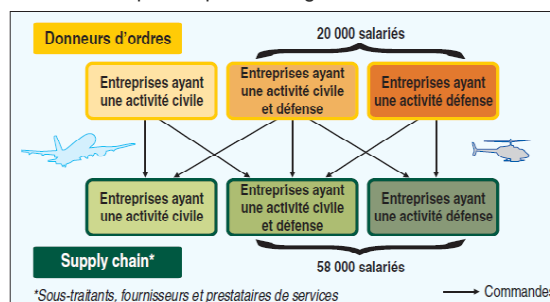 Donneurs d'ordres
20 000 salariés
Entreprises ayant
une activité civile
Entreprises ayant
une activité civile
et défense
Entreprises ayant
une activité défense
Entreprises ayant
une activité civile
Entreprises ayant
une activité civile
et défense
Entreprises ayant
une activité défense
Supply chain*
58 000 salariés
*Sous-traitants, fournisseurs et prestataires de services
Commandes